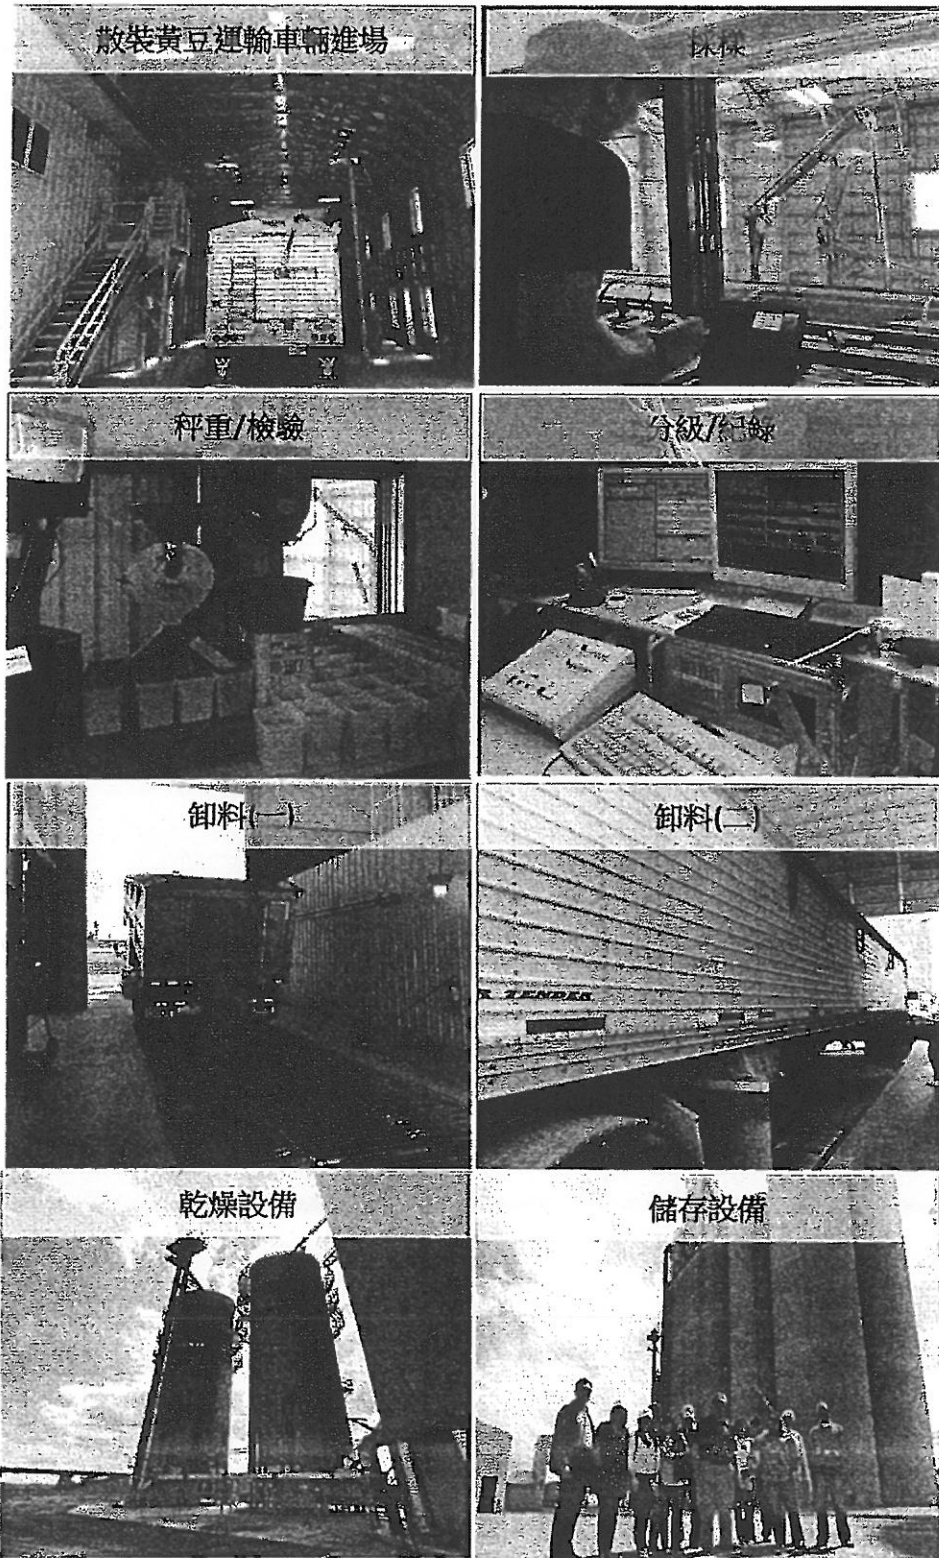 散裝黃豆運輸車輛進場
採樣
秤重/檢驗
分級/紀錄
卸料(一)
卸料(二)
TENDER
乾燥設備
儲存設備